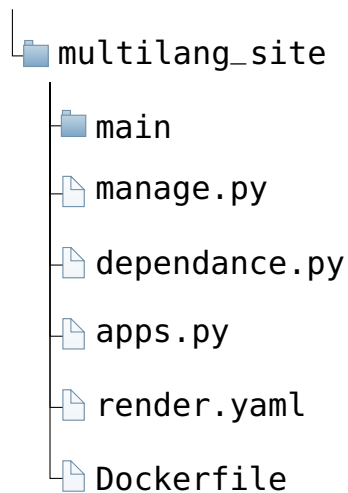 multilang_site
main
manage.py
dependance.py
apps.py
render.yaml
Dockerfile